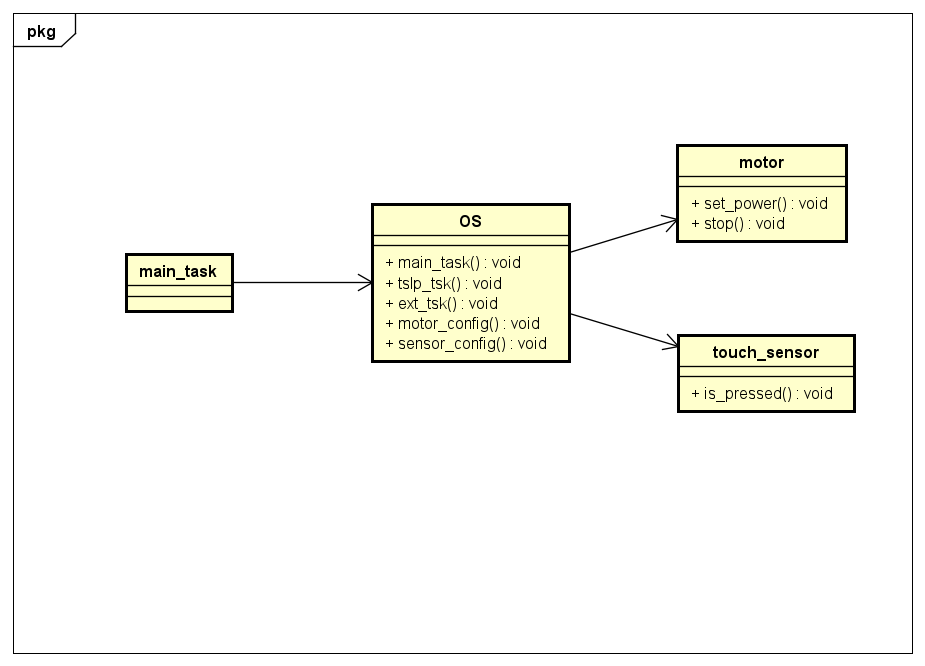 pkg
main_task
OS
+ main_task() : void
+ tslp_tsk() : void
+ ext_tsk() : void
+ motor_config() : void
+ sensor_config() : void
motor
+ set_power() : void
+ stop() : void
touch_sensor
+ is_pressed() : void